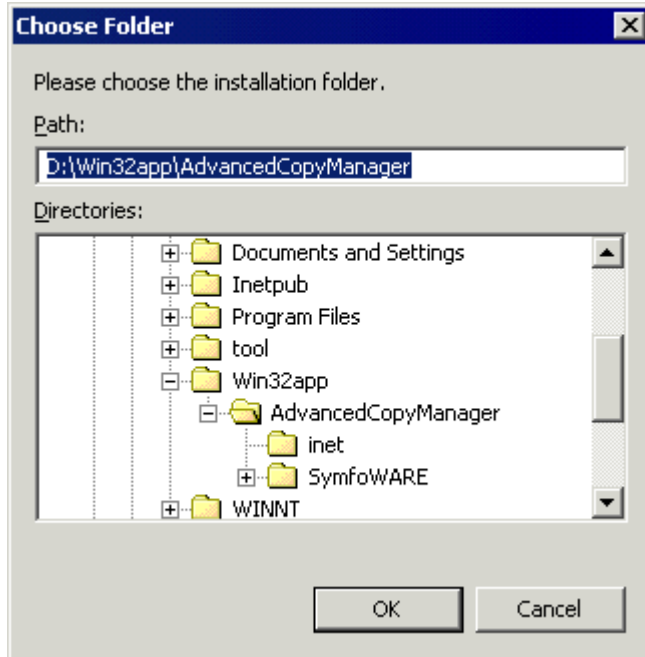 Choose Folder
Please choose the installation folder.
Path:
D:\Win32app\AdvancedCopyManager
Directories:
Documents and Settings
Inetpub
Program Files
tool
Win32app
AdvancedCopyManager
inet
SymfoWARE
WINNT
OK Cancel